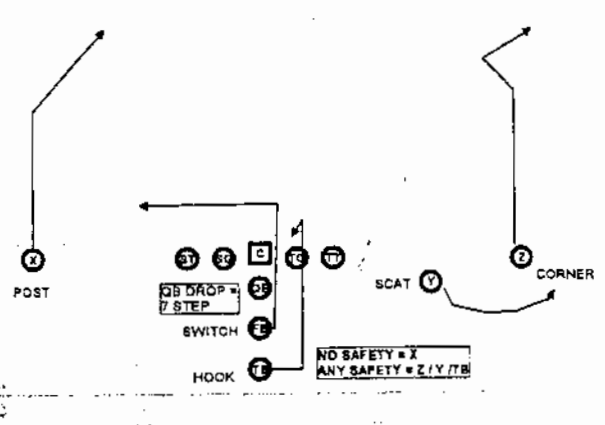 X
ST
SG
C
TG
TT
Z
CORNER
POST
SCAT
Y
QB DROP =
7 STEP
QB
SWITCH
FB
HOOK
TB
NO SAFETY = X
ANY SAFETY = Z / Y / TB